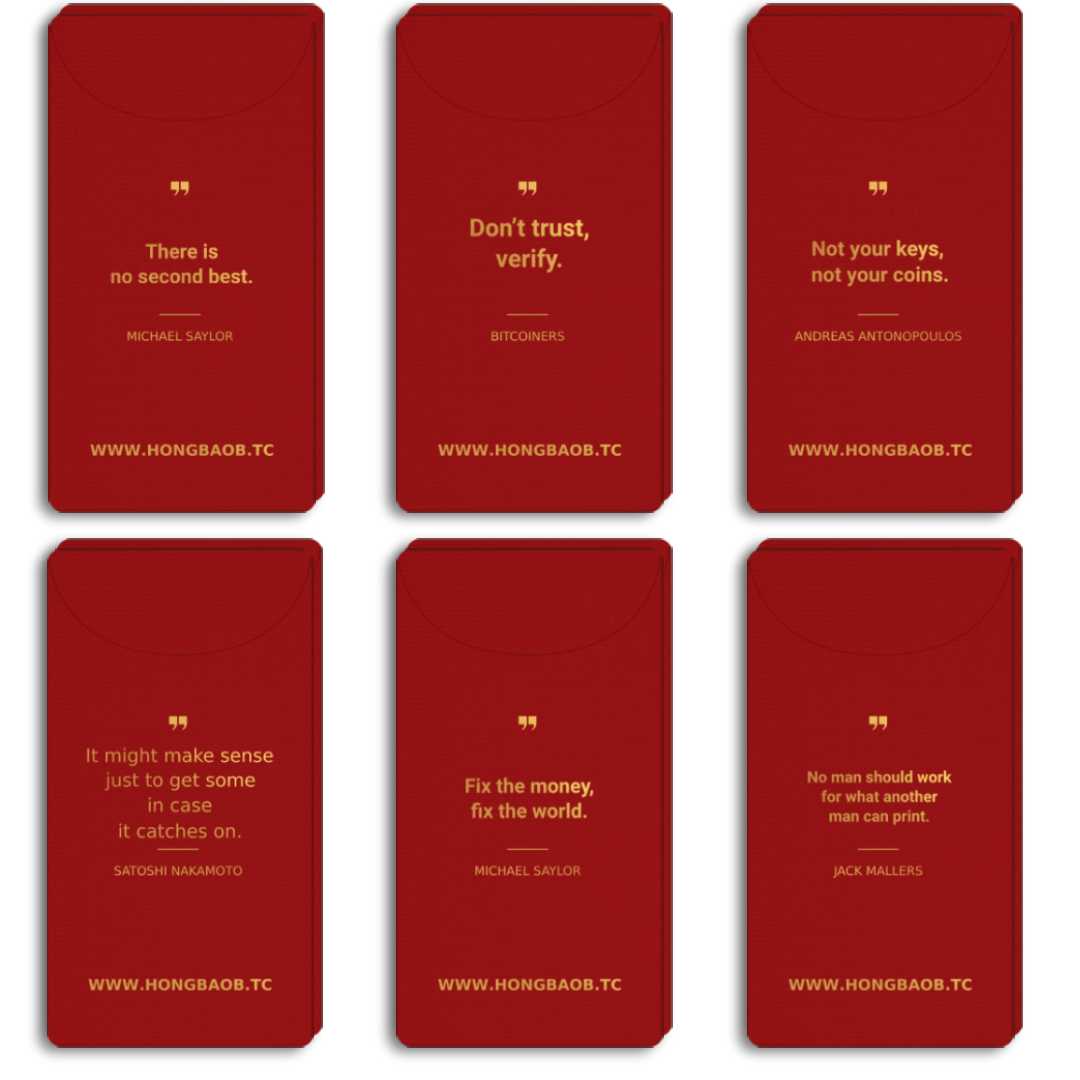 ❞
There is
no second best.
MICHAEL SAYLOR
WWW.HONGBAOB.TC
❞
Don’t trust,
verify.
BITCOINERS
WWW.HONGBAOB.TC
❞
Not your keys,
not your coins.
ANDREAS ANTONOPOULOS
WWW.HONGBAOB.TC
❞
It might make sense
just to get some
in case
it catches on.
SATOSHI NAKAMOTO
WWW.HONGBAOB.TC
❞
Fix the money,
fix the world.
MICHAEL SAYLOR
WWW.HONGBAOB.TC
❞
No man should work
for what another
man can print.
JACK MALLERS
WWW.HONGBAOB.TC